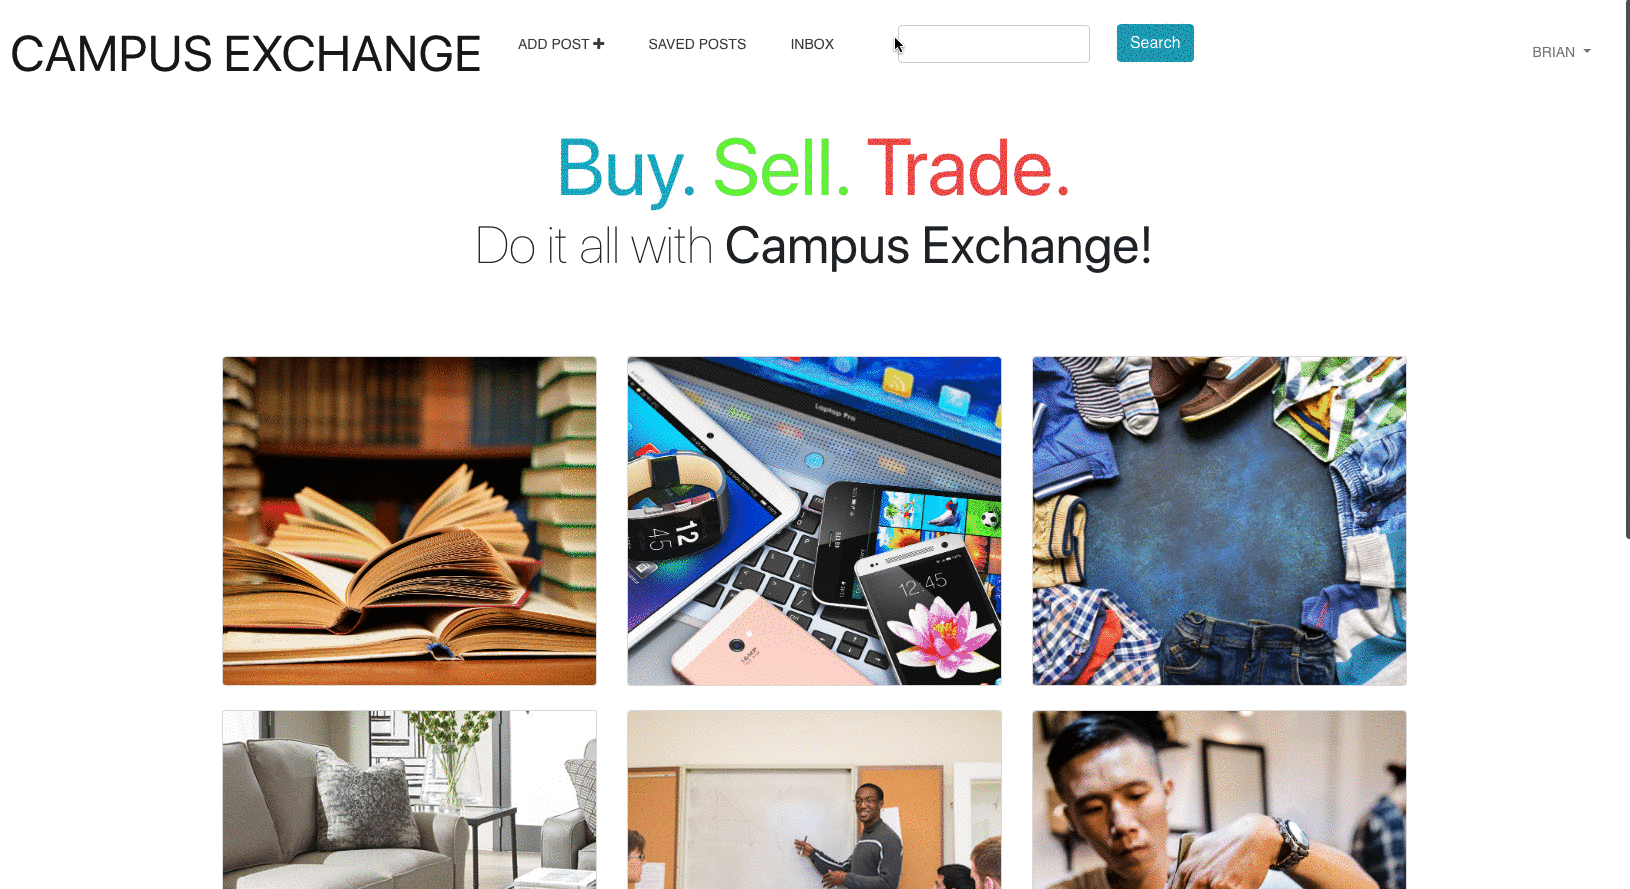 CAMPUS EXCHANGE
ADD POST
SAVED POSTS
INBOX
Search
BRIAN
Buy. Sell. Trade.
Do it all with Campus Exchange!
Laptop Pro
12
45
12:45